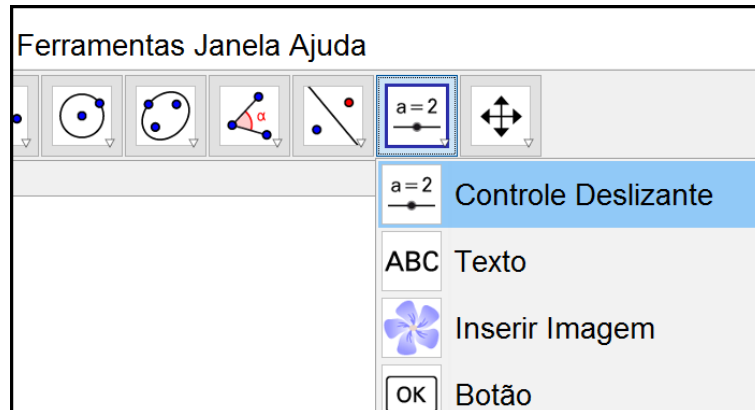 Ferramentas Janela Ajuda
α
a = 2
a = 2 Controle Deslizante
ABC Texto
Inserir Imagem
OK Botão